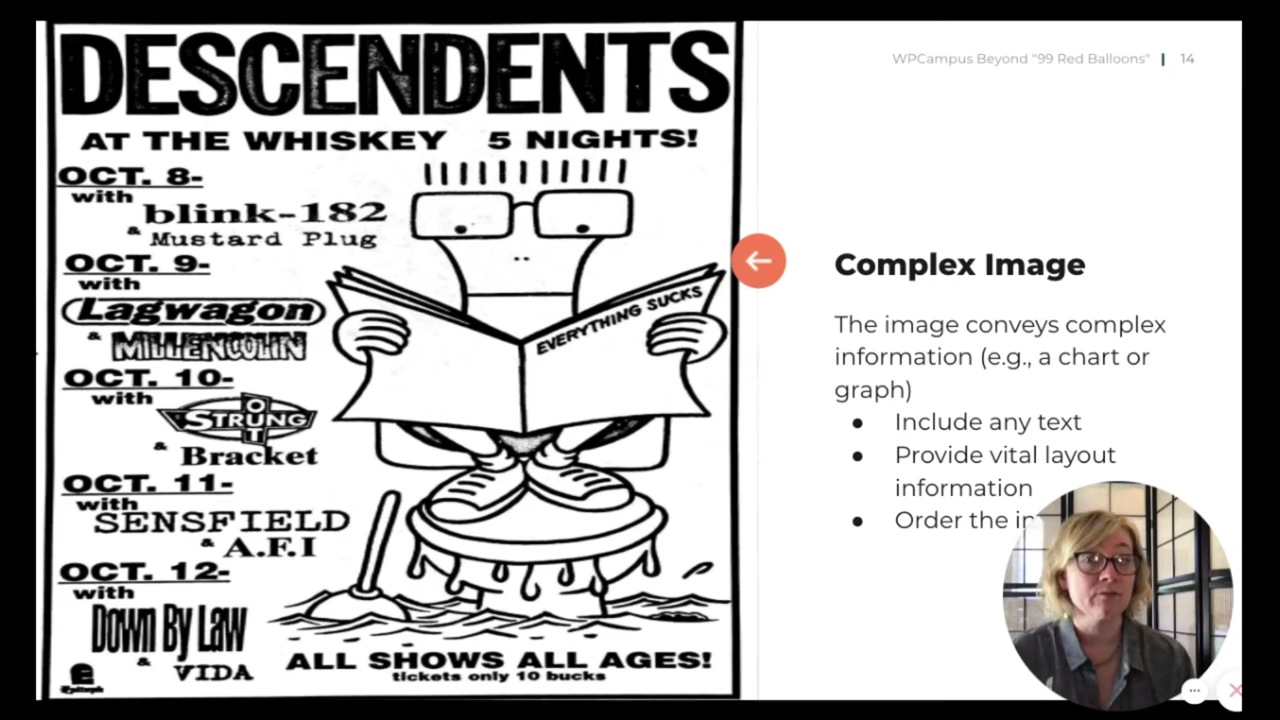 DESCENDENTS
AT THE WHISKEY 5 NIGHTS!
OCT. 8-
with
blink-182
& Mustard Plug
OCT. 9-
with
Lagwagon
& MILLENCOLIN
OCT. 10-
with
STRUNG OUT
& Bracket
OCT. 11-
with
SENSFIELD
& A.F.I
OCT. 12-
with
DOWN BY LAW
& VIDA
EVERYTHING SUCKS
ALL SHOWS ALL AGES!
tickets only 10 bucks
e
Epitaph
WPCampus Beyond "99 Red Balloons" | 14
Complex Image
The image conveys complex
information (e.g., a chart or
graph)
● Include any text
● Provide vital layout
information
● Order the